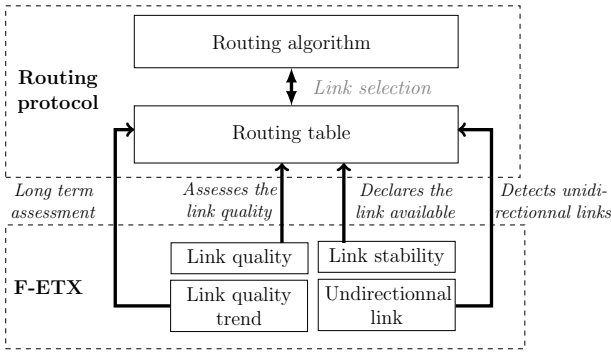 Routing algorithm
Routing
protocol
Link selection
Routing table
Long term
assessment
Assesses the
link quality
Declares the
link available
Detects unidi-
rectionnal links
F-ETX
Link quality
Link stability
Link quality
trend
Undirectionnal
link